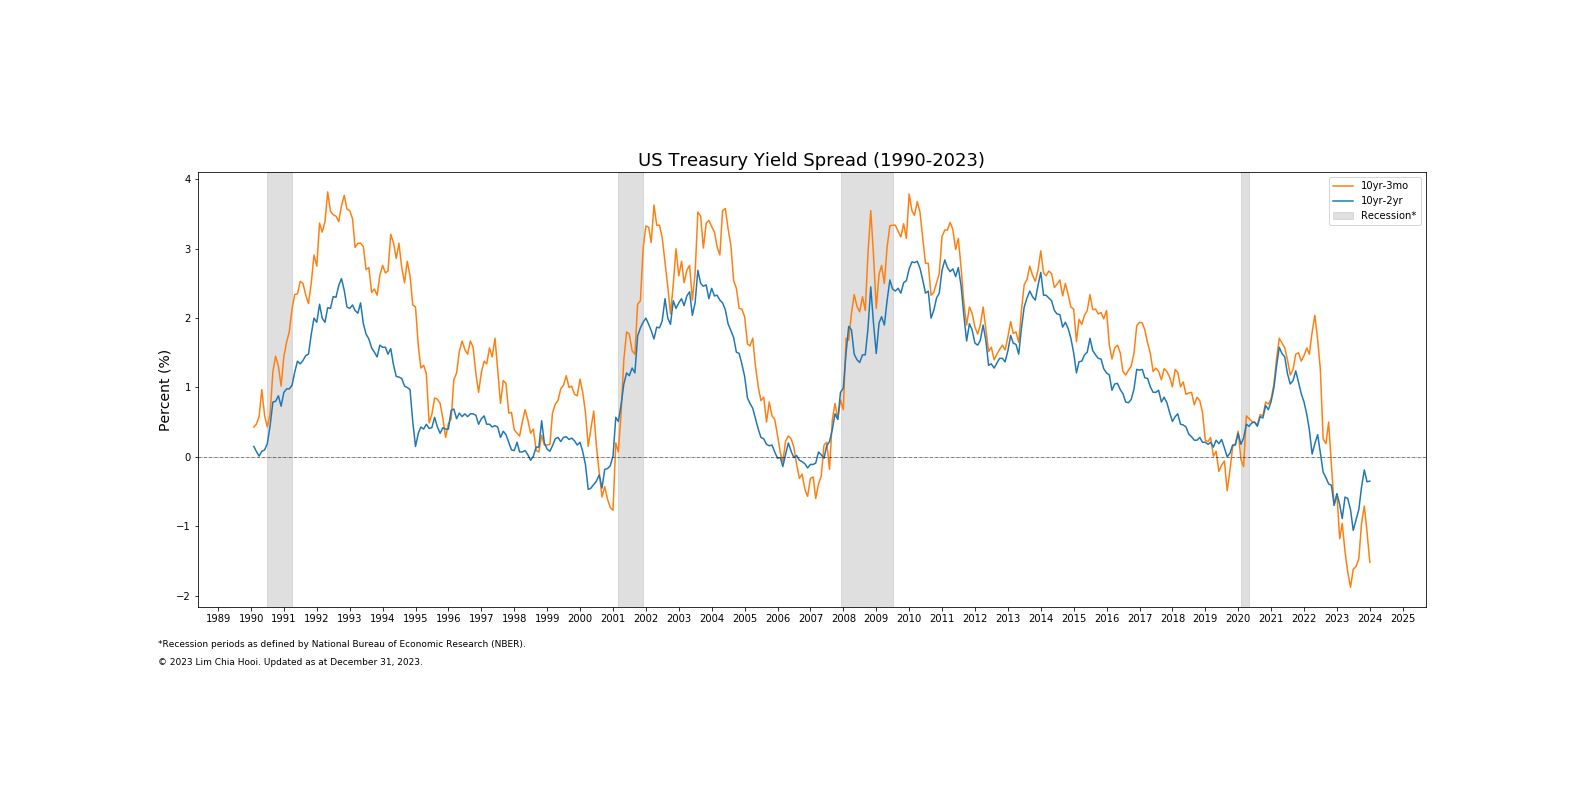 US Treasury Yield Spread (1990-2023)
10yr-3mo
10yr-2yr
Recession*
Percent (%)
4
3
2
1
0
−1
−2
1989 1990 1991 1992 1993 1994 1995 1996 1997 1998 1999 2000 2001 2002 2003 2004 2005 2006 2007 2008 2009 2010 2011 2012 2013 2014 2015 2016 2017 2018 2019 2020 2021 2022 2023 2024 2025
*Recession periods as defined by National Bureau of Economic Research (NBER).
© 2023 Lim Chia Hooi. Updated as at December 31, 2023.